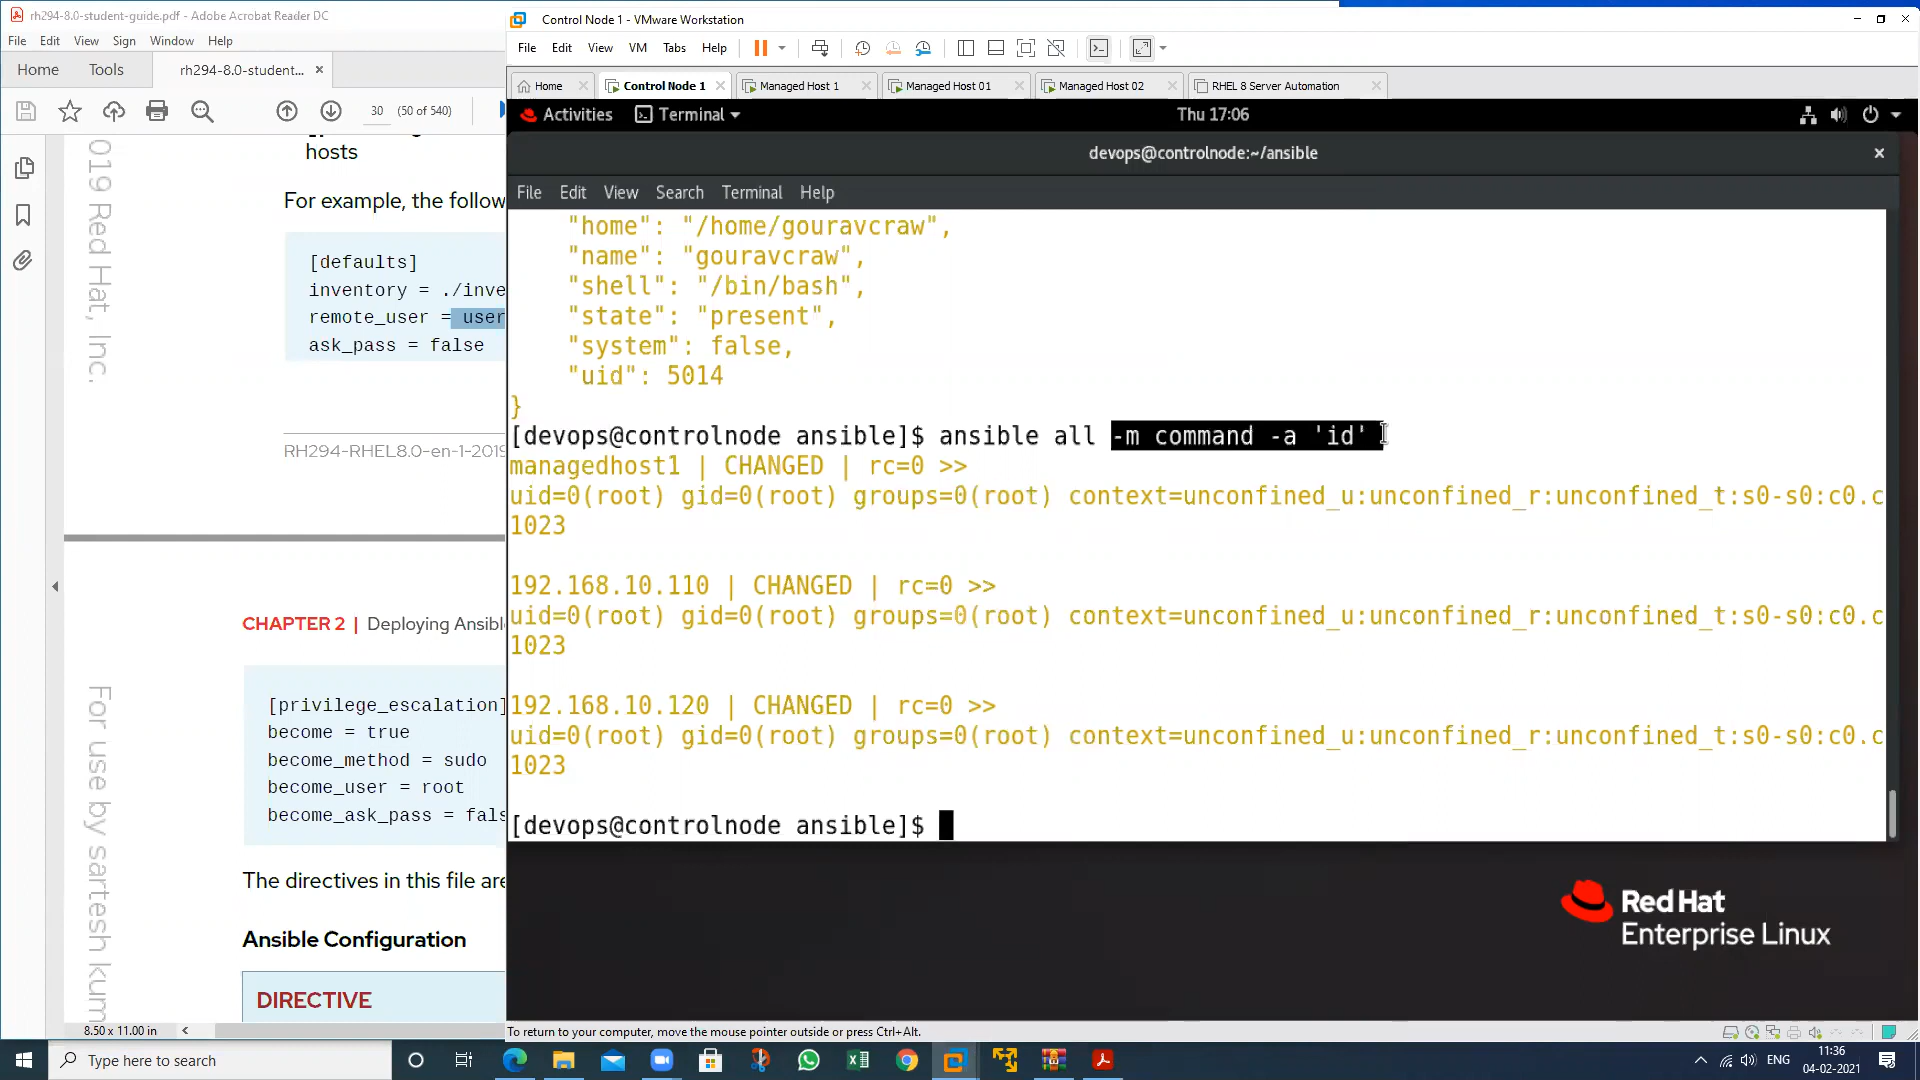 rh294-8.0-student-guide.pdf - Adobe Acrobat Reader DC
File Edit View Sign Window Help
Home Tools rh294-8.0-student... ×
30 (50 of 540)
hosts
For example, the follow
[defaults]
inventory = ./inve
remote_user = user
ask_pass = false
RH294-RHEL8.0-en-1-2019
019 Red Hat, Inc.
CHAPTER 2 | Deploying Ansibl
[privilege_escalation]
become = true
become_method = sudo
become_user = root
become_ask_pass = fals
The directives in this file are
Ansible Configuration
DIRECTIVE
For use by sartesh kum
8.50 x 11.00 in
Control Node 1 - VMware Workstation
File Edit View VM Tabs Help
Home Control Node 1 Managed Host 1 Managed Host 01 Managed Host 02 RHEL 8 Server Automation
Activities Terminal Thu 17:06
devops@controlnode:~/ansible
File Edit View Search Terminal Help
"home": "/home/gouravcraw",
"name": "gouravcraw",
"shell": "/bin/bash",
"state": "present",
"system": false,
"uid": 5014
}
[devops@controlnode ansible]$ ansible all -m command -a 'id'
managedhost1 | CHANGED | rc=0 >>
uid=0(root) gid=0(root) groups=0(root) context=unconfined_u:unconfined_r:unconfined_t:s0-s0:c0.c
1023
192.168.10.110 | CHANGED | rc=0 >>
uid=0(root) gid=0(root) groups=0(root) context=unconfined_u:unconfined_r:unconfined_t:s0-s0:c0.c
1023
192.168.10.120 | CHANGED | rc=0 >>
uid=0(root) gid=0(root) groups=0(root) context=unconfined_u:unconfined_r:unconfined_t:s0-s0:c0.c
1023
[devops@controlnode ansible]$
Red Hat
Enterprise Linux
To return to your computer, move the mouse pointer outside or press Ctrl+Alt.
Type here to search
ENG
11:36
04-02-2021